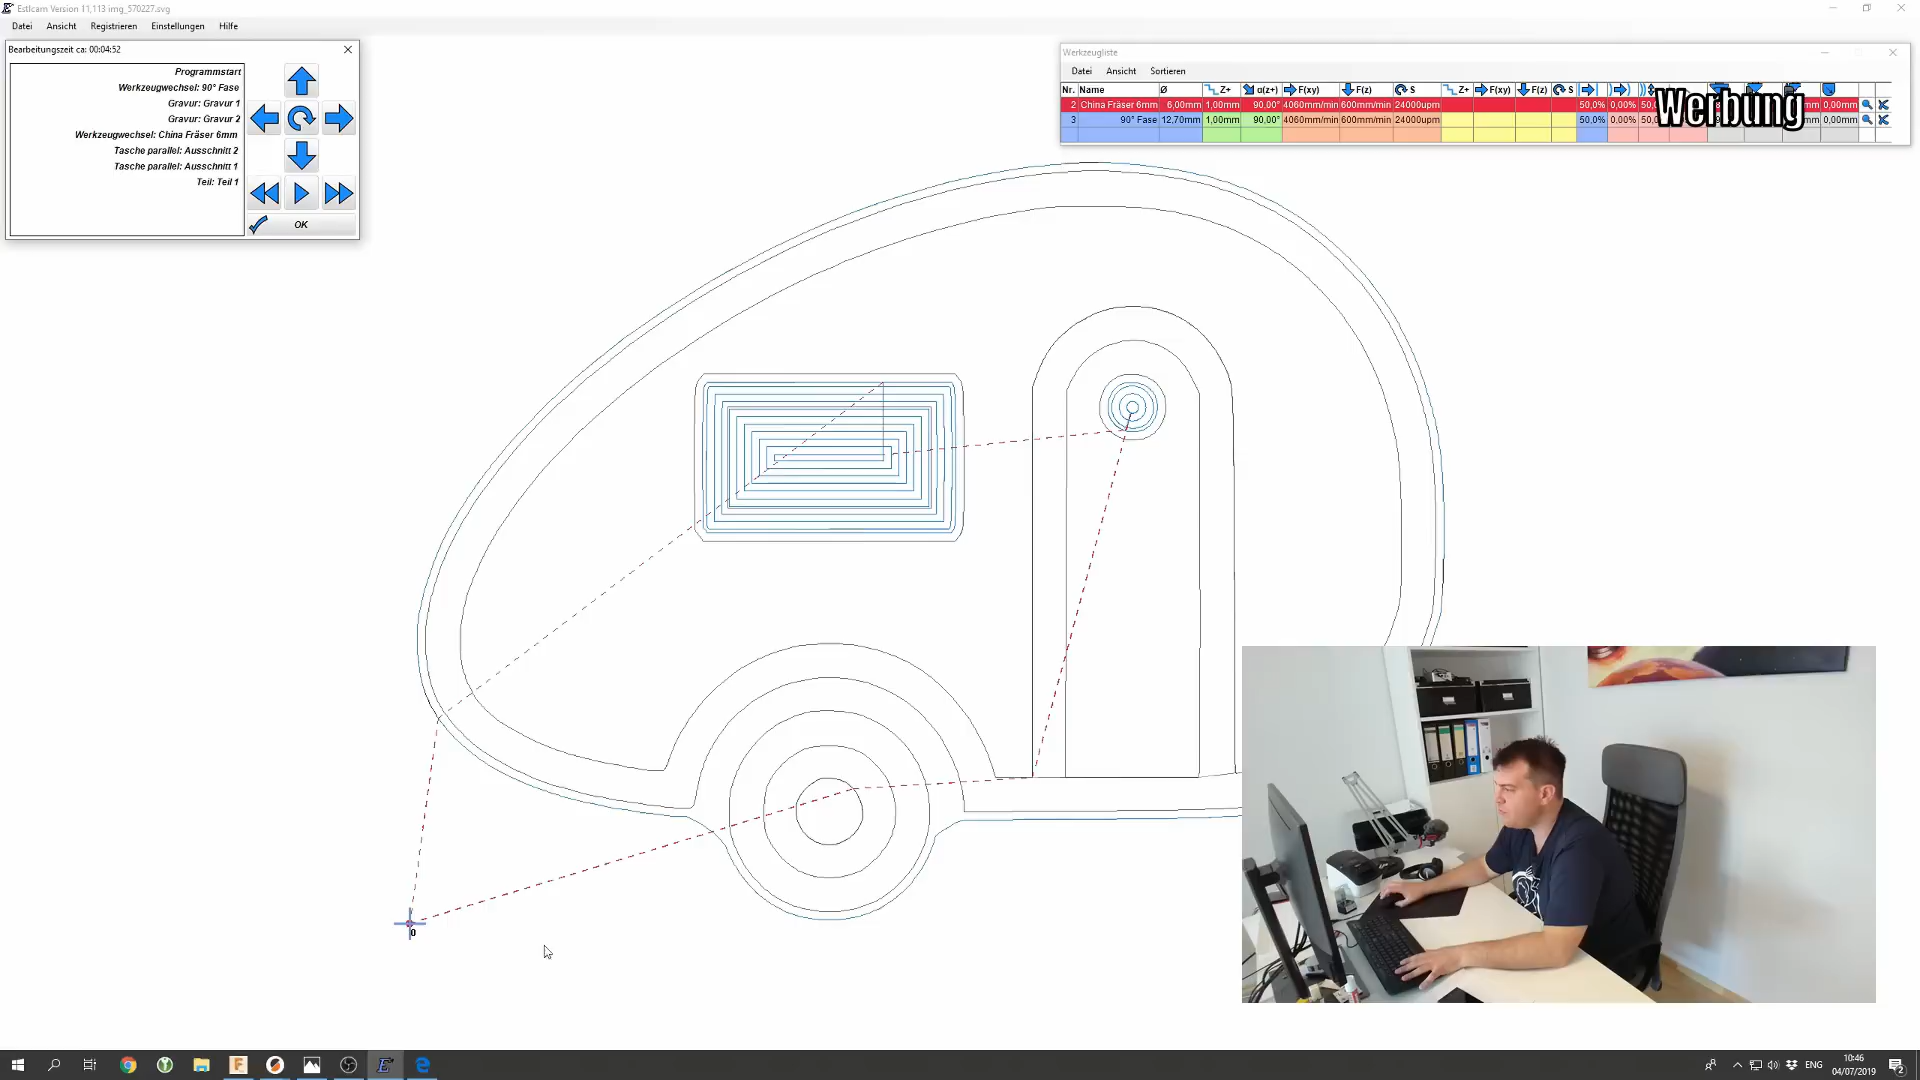 Estlcam Version 11,113 img_570227.svg
Datei Ansicht Registrieren Einstellungen Hilfe
Bearbeitungszeit ca: 00:04:52
Programmstart
Werkzeugwechsel: 90° Fase
Gravur: Gravur 1
Gravur: Gravur 2
Werkzeugwechsel: China Fräser 6mm
Tasche parallel: Ausschnitt 2
Tasche parallel: Ausschnitt 1
Teil: Teil 1
OK
Werkzeugliste
Datei Ansicht Sortieren
Nr. Name Ø Z+ α(z+) F(xy) F(z) S Z+ F(xy) F(z) S
2 China Fräser 6mm 6,00mm 1,00mm 90,00° 4060mm/min 600mm/min 24000upm 50,0% 0,00% 50, mm 0,00mm
3 90° Fase 12,70mm 1,00mm 90,00° 4060mm/min 600mm/min 24000upm 50,0% 0,00% 50, mm 0,00mm
Werbung
0
ENG
10:46
04/07/2019
2